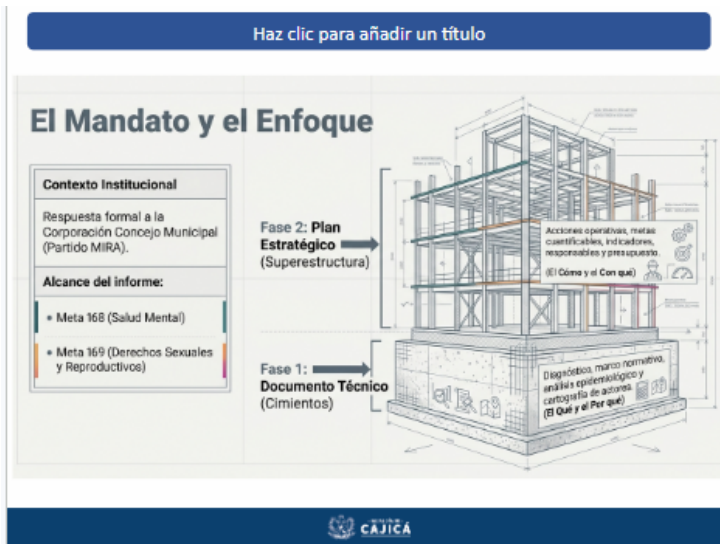 Haz clic para añadir un título
El Mandato y el Enfoque
Contexto Institucional
Respuesta formal a la
Corporación Concejo Municipal
(Partido MIRA).
Alcance del informe:
• Meta 168 (Salud Mental)
• Meta 169 (Derechos Sexuales
y Reproductivos)
Fase 2: Plan
Estratégico
(Superestructura)
Acciones operativas, metas
cuantificables, indicadores,
responsables y presupuesto.
(El Cómo y el Con qué)
Fase 1:
Documento Técnico
(Cimientos)
Diagnóstico, marco normativo,
análisis epidemiológico y
cartografía de actores.
(El Qué y el Por qué)
CAJICÁ